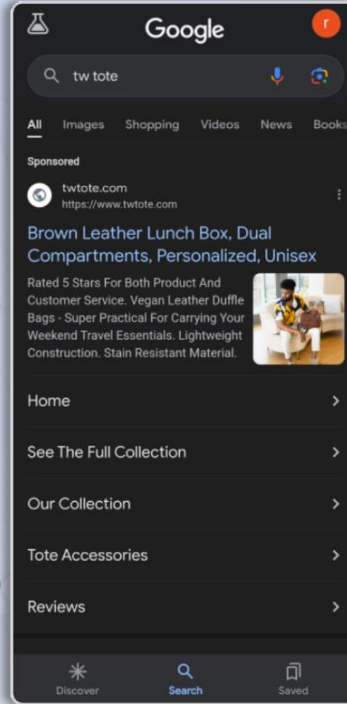 Google
r
tw tote
All Images Shopping Videos News Books
Sponsored
twtote.com
https://www.twtote.com
Brown Leather Lunch Box, Dual
Compartments, Personalized, Unisex
Rated 5 Stars For Both Product And
Customer Service. Vegan Leather Duffle
Bags - Super Practical For Carrying Your
Weekend Travel Essentials. Lightweight
Construction. Stain Resistant Material.
Home
See The Full Collection
Our Collection
Tote Accessories
Reviews
Discover Search Saved